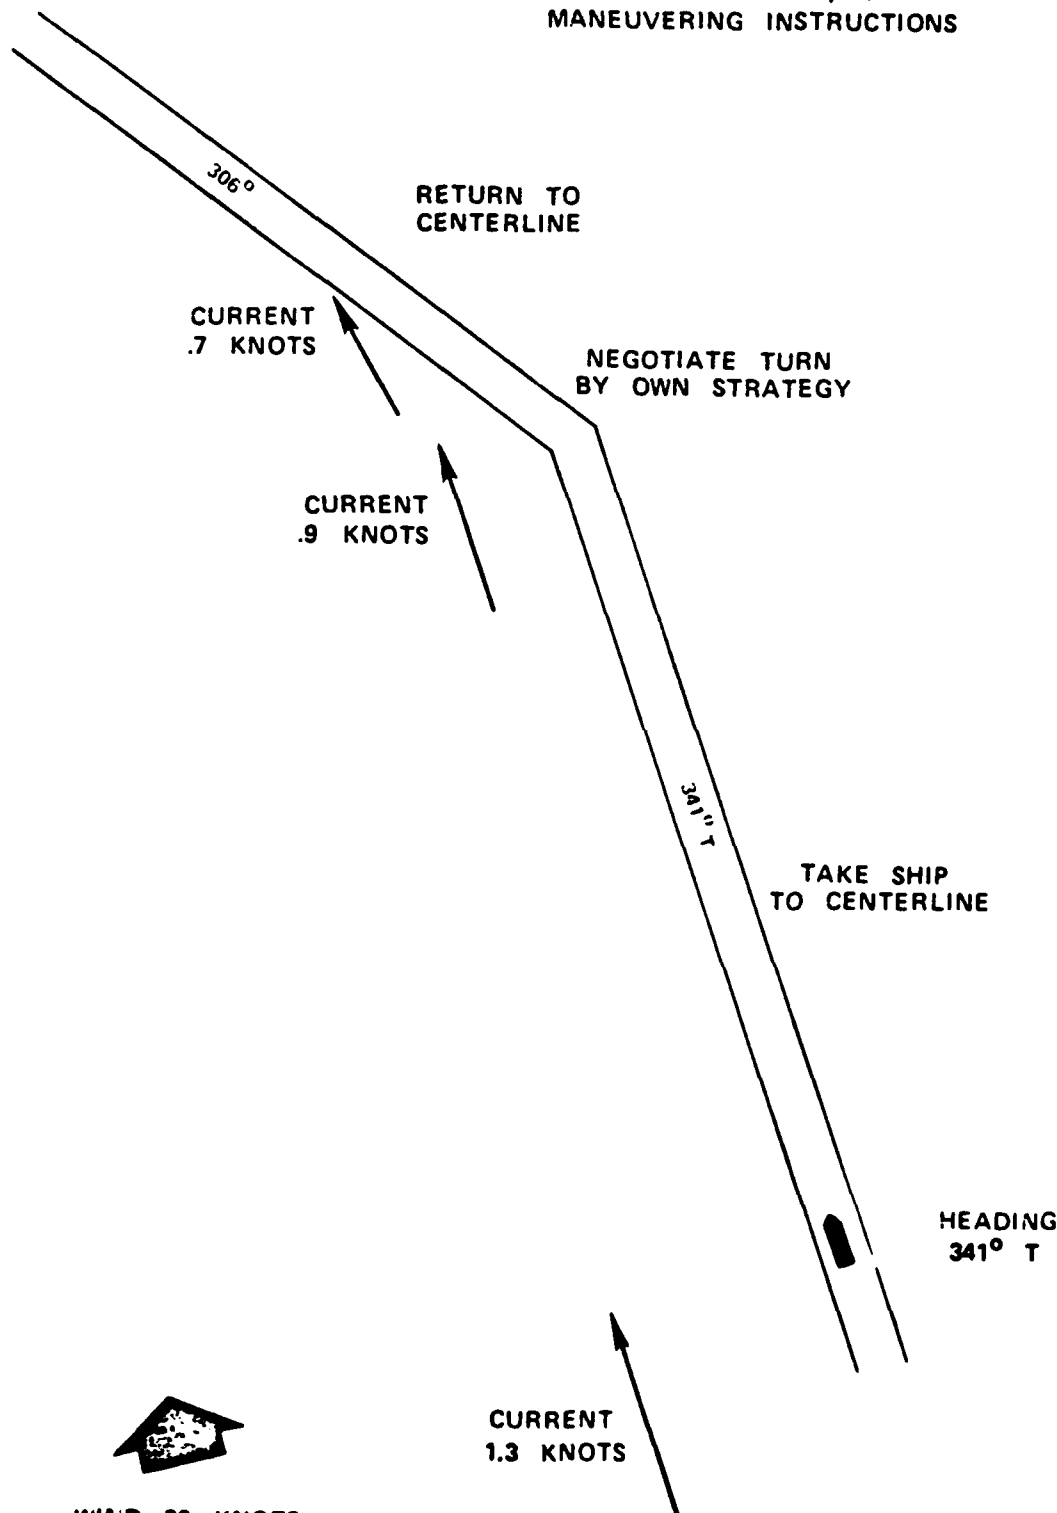 MANEUVERING INSTRUCTIONS
306°
RETURN TO
CENTERLINE
CURRENT
.7 KNOTS
NEGOTIATE TURN
BY OWN STRATEGY
CURRENT
.9 KNOTS
341° T
TAKE SHIP
TO CENTERLINE
HEADING
341° T
CURRENT
1.3 KNOTS
WIND KNOTS